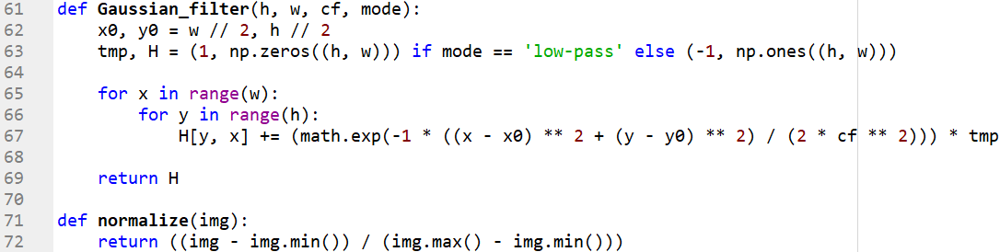 61 def Gaussian_filter(h, w, cf, mode):
62     x0, y0 = w // 2, h // 2
63     tmp, H = (1, np.zeros((h, w))) if mode == 'low-pass' else (-1, np.ones((h, w)))
64
65     for x in range(w):
66         for y in range(h):
67             H[y, x] += (math.exp(-1 * ((x - x0) ** 2 + (y - y0) ** 2) / (2 * cf ** 2))) * tmp
68
69     return H
70
71 def normalize(img):
72     return ((img - img.min()) / (img.max() - img.min()))